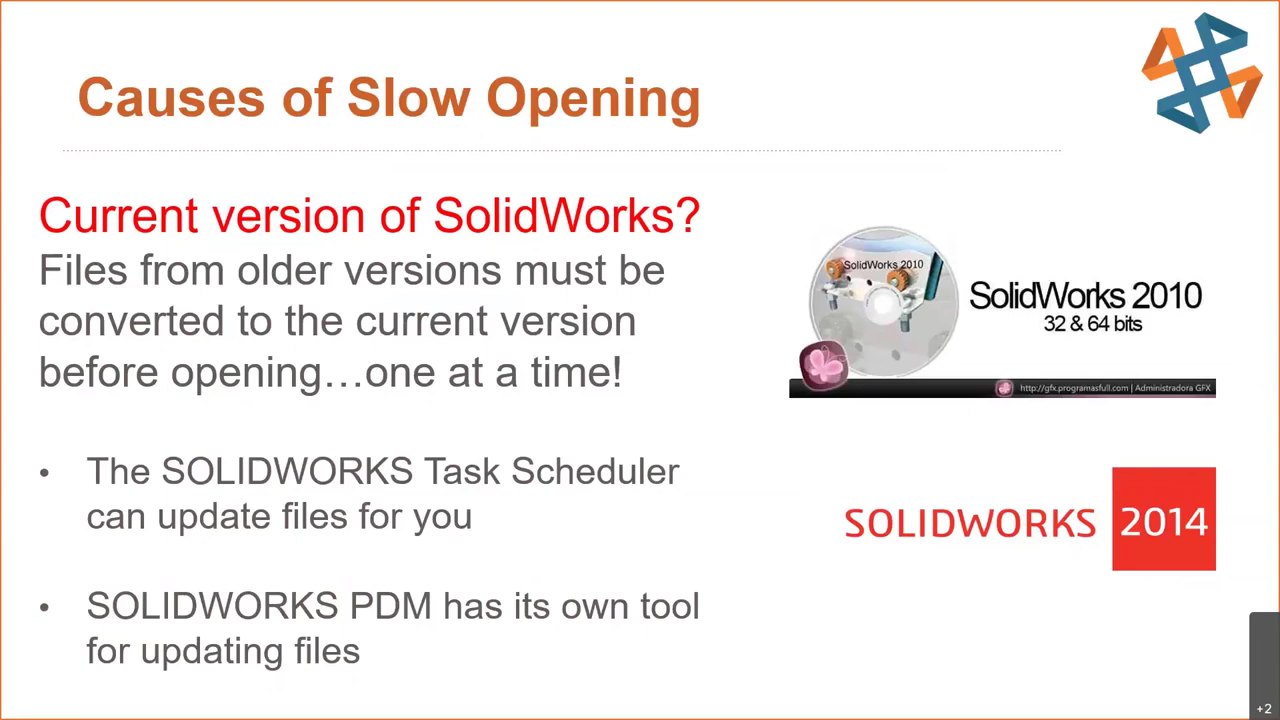 Causes of Slow Opening
Current version of SolidWorks?
Files from older versions must be
converted to the current version
before opening…one at a time!
SolidWorks 2010
SolidWorks 2010
32 & 64 bits
http://gfx.programasfull.com | Administradora GFX
• The SOLIDWORKS Task Scheduler
can update files for you
SOLIDWORKS 2014
• SOLIDWORKS PDM has its own tool
for updating files
+2